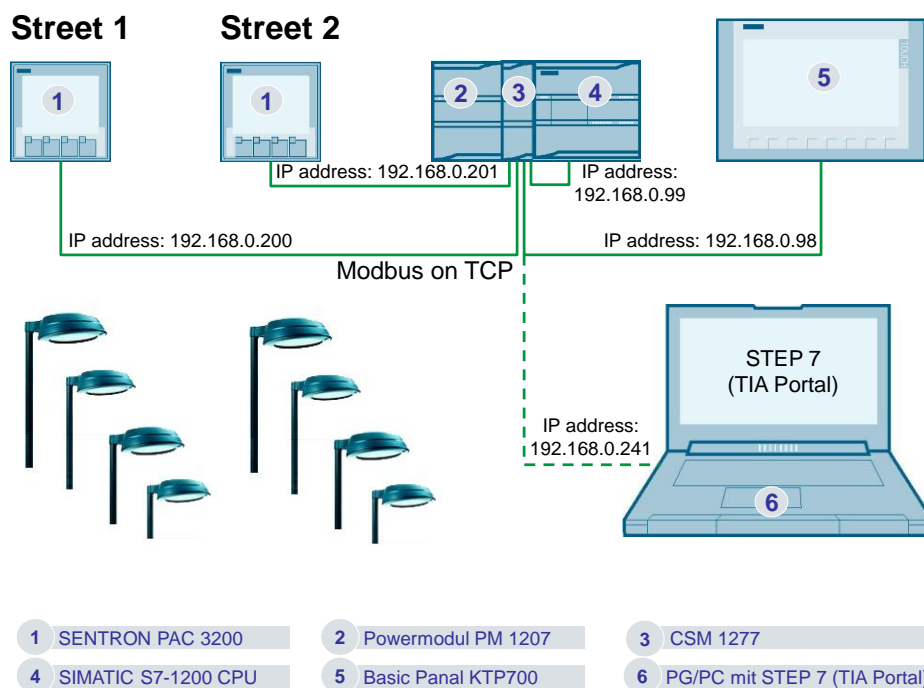 Street 1
Street 2
1
1
2
3
4
5
TOUCH
IP address: 192.168.0.201
IP address:
192.168.0.99
IP address: 192.168.0.200
IP address: 192.168.0.98
Modbus on TCP
STEP 7
(TIA Portal)
IP address:
192.168.0.241
6
1 SENTRON PAC 3200
2 Powermodul PM 1207
3 CSM 1277
4 SIMATIC S7-1200 CPU
5 Basic Panal KTP700
6 PG/PC mit STEP 7 (TIA Portal